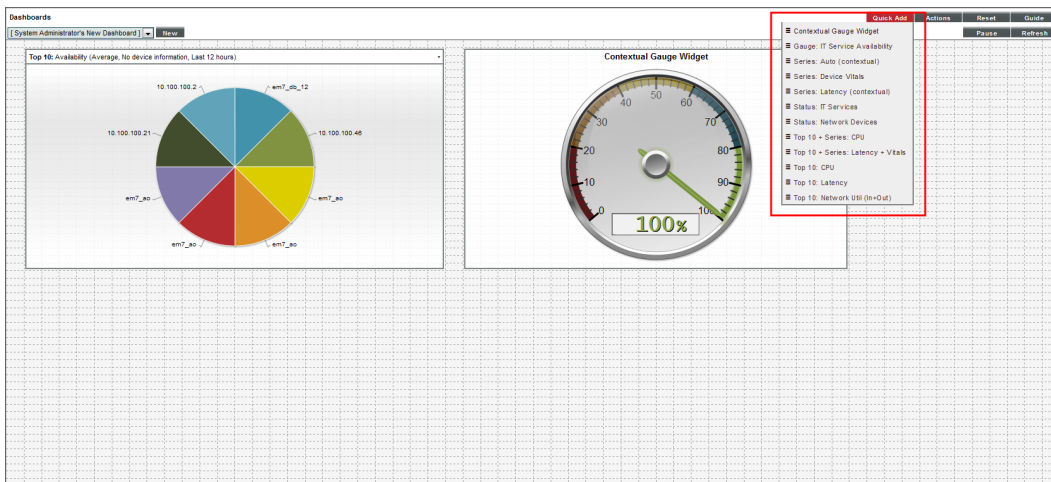 Dashboards
Quick Add Actions Reset Guide
[ System Administrator's New Dashboard ] New
Pause Refresh
Contextual Gauge Widget
Gauge: IT Service Availability
Series: Auto (contextual)
Series: Device Vitals
Series: Latency (contextual)
Status: IT Services
Status: Network Devices
Top 10 + Series: CPU
Top 10 + Series: Latency + Vitals
Top 10: CPU
Top 10: Latency
Top 10: Network Util (In+Out)
Top 10: Availability (Average, No device information, Last 12 hours)
10.100.100.2
em7_db_12
10.100.100.21
10.100.100.46
em7_ao
em7_ao
em7_ao
em7_ao
Contextual Gauge Widget
0
10
20
30
40
50
60
70
80
90
100
100%